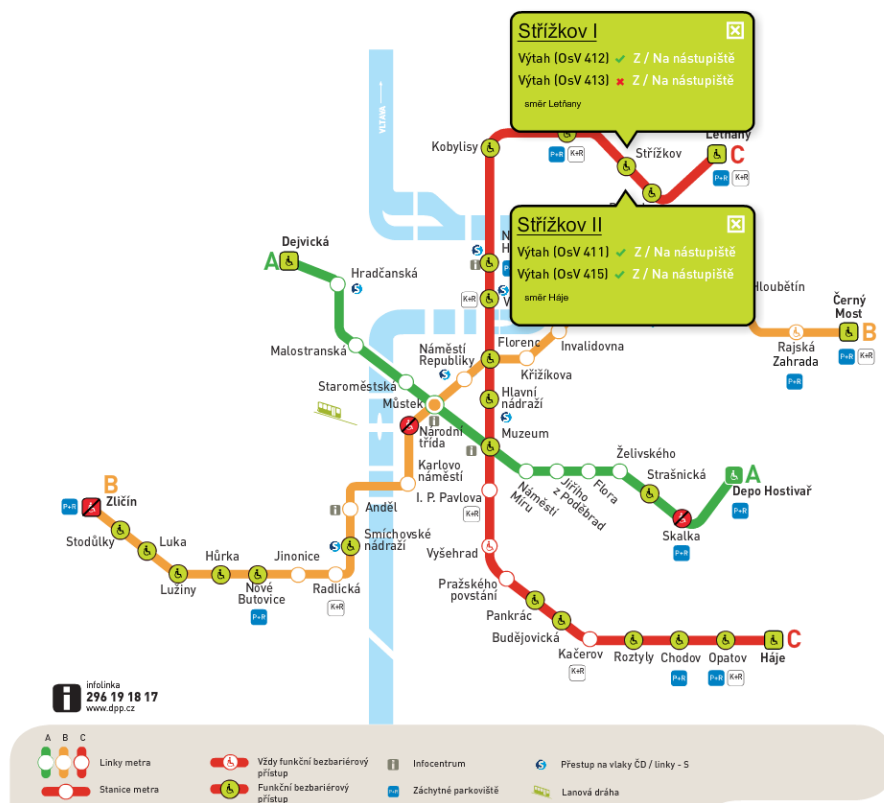 Střížkov I
Výtah (OsV 412) ✔ Z / Na nástupiště
Výtah (OsV 413) ✖ Z / Na nástupiště
směr Letňany
VLTAVA
Kobylisy
P+R
K+R
Střížkov
Letňany
C
P+R
K+R
Střížkov II
Výtah (OsV 411) ✔ Z / Na nástupiště
Výtah (OsV 415) ✔ Z / Na nástupiště
směr Háje
Dejvická
A
Hradčanská
S
S
i
S
K+R
Hloubětín
Černý
Most
B
Rajská
Zahrada
P+R
K+R
P+R
Malostranská
Náměstí
Republiky
S
Florenc
Invalidovna
Křižíkova
Staroměstská
Můstek
i
Hlavní
nádraží
S
Národní
třída
i
Muzeum
Karlovo
náměstí
I. P. Pavlova
K+R
Náměstí
Míru
Jiřího
z Poděbrad
Flora
Želivského
Strašnická
A
Depo Hostivař
P+R
Skalka
P+R
B
P+R
Zličín
Stodůlky
Luka
Lužiny
Hůrka
Nové
Butovice
P+R
Jinonice
Radlická
K+R
i
Anděl
Smíchovské
nádraží
S
Vyšehrad
Pražského
povstání
Pankrác
Budějovická
Kačerov
K+R
Roztyly
Chodov
P+R
Opatov
P+R
K+R
Háje
C
i
infolinka
296 19 18 17
www.dpp.cz
A B C
Linky metra
Stanice metra
Vždy funkční bezbariérový
přístup
Funkční bezbariérový
přístup
i
Infocentrum
P+R
Záchytné parkoviště
S
Přestup na vlaky ČD / linky - S
Lanová dráha